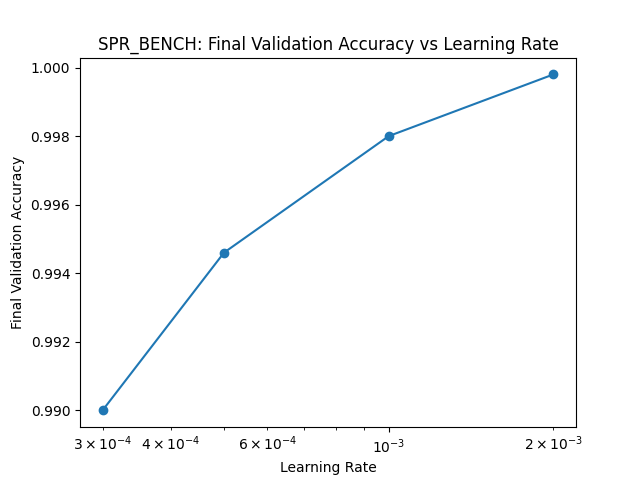 SPR_BENCH: Final Validation Accuracy vs Learning Rate
1.000
0.998
0.996
0.994
0.992
0.990
Final Validation Accuracy
3 × 10⁻⁴ 4 × 10⁻⁴ 6 × 10⁻⁴ 10⁻³ 2 × 10⁻³
Learning Rate